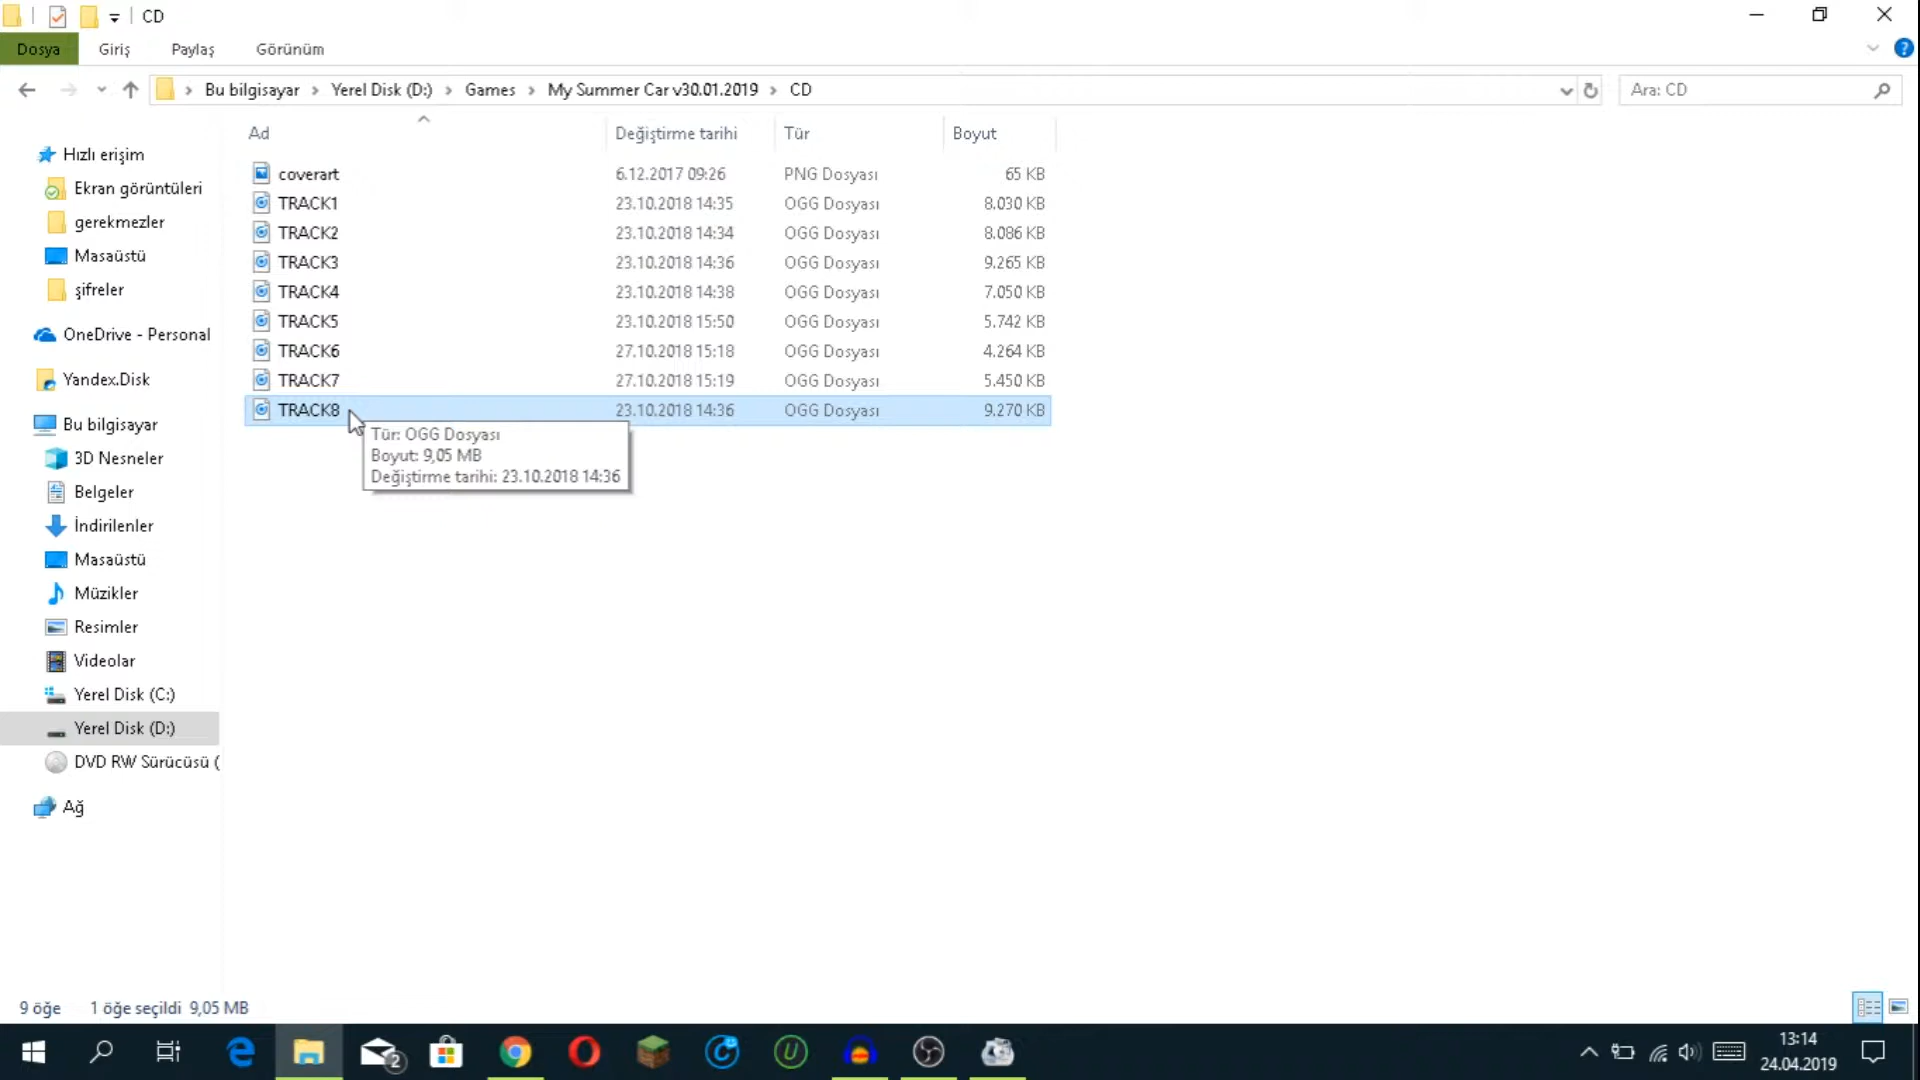 CD
Dosya Giriş Paylaş Görünüm
Bu bilgisayar Yerel Disk (D:) Games My Summer Car v30.01.2019 CD
Ara: CD
Ad Değiştirme tarihi Tür Boyut
Hızlı erişim
Ekran görüntüleri
gerekmezler
Masaüstü
şifreler
OneDrive - Personal
Yandex.Disk
Bu bilgisayar
3D Nesneler
Belgeler
İndirilenler
Masaüstü
Müzikler
Resimler
Videolar
Yerel Disk (C:)
Yerel Disk (D:)
DVD RW Sürücüsü (
Ağ
coverart 6.12.2017 09:26 PNG Dosyası 65 KB
TRACK1 23.10.2018 14:35 OGG Dosyası 8.030 KB
TRACK2 23.10.2018 14:34 OGG Dosyası 8.086 KB
TRACK3 23.10.2018 14:36 OGG Dosyası 9.265 KB
TRACK4 23.10.2018 14:38 OGG Dosyası 7.050 KB
TRACK5 23.10.2018 15:50 OGG Dosyası 5.742 KB
TRACK6 27.10.2018 15:18 OGG Dosyası 4.264 KB
TRACK7 27.10.2018 15:19 OGG Dosyası 5.450 KB
TRACK8 23.10.2018 14:36 OGG Dosyası 9.270 KB
Tür: OGG Dosyası
Boyut: 9,05 MB
Değiştirme tarihi: 23.10.2018 14:36
9 öğe 1 öğe seçildi 9,05 MB
2
13:14
24.04.2019